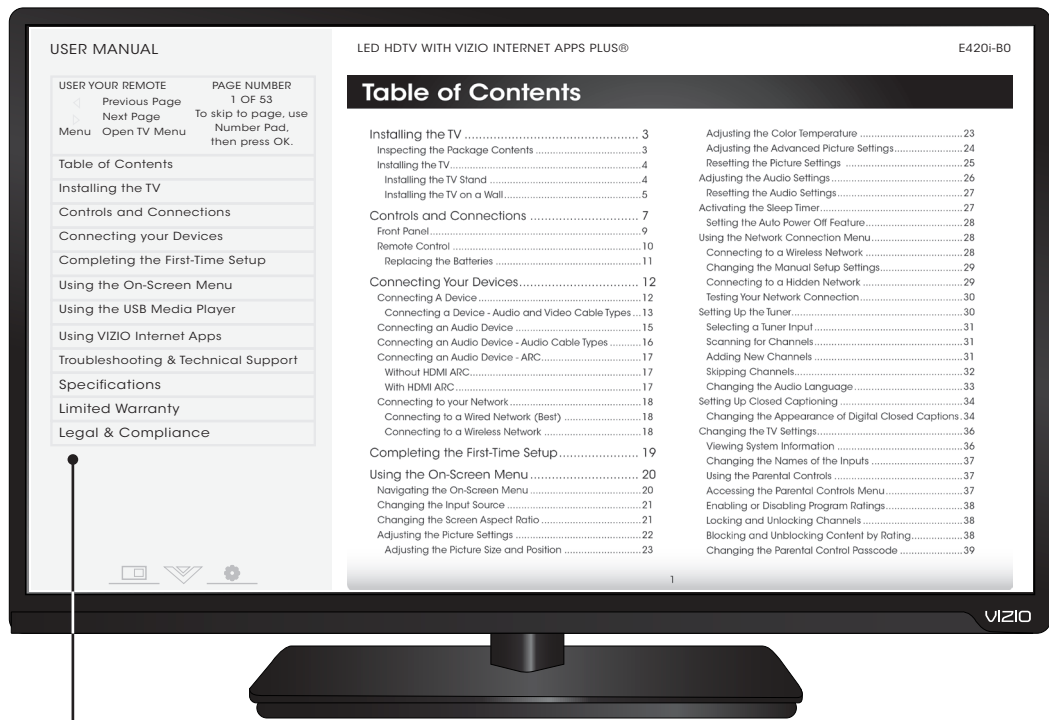 USER MANUAL
USER YOUR REMOTE
Previous Page
Next Page
Menu Open TV Menu
PAGE NUMBER
1 OF 53
To skip to page, use
Number Pad,
then press OK.
Table of Contents
Installing the TV
Controls and Connections
Connecting your Devices
Completing the First-Time Setup
Using the On-Screen Menu
Using the USB Media Player
Using VIZIO Internet Apps
Troubleshooting & Technical Support
Specifications
Limited Warranty
Legal & Compliance
LED HDTV WITH VIZIO INTERNET APPS PLUS® E420i-B0
Table of Contents
Installing the TV ........ 3
Inspecting the Package Contents ........ 3
Installing the TV ........ 4
Installing the TV Stand ........ 4
Installing the TV on a Wall ........ 5
Controls and Connections ........ 7
Front Panel ........ 9
Remote Control ........ 10
Replacing the Batteries ........ 11
Connecting Your Devices ........ 12
Connecting A Device ........ 12
Connecting a Device - Audio and Video Cable Types ... 13
Connecting an Audio Device ........ 15
Connecting an Audio Device - Audio Cable Types ........ 16
Connecting an Audio Device - ARC ........ 17
Without HDMI ARC ........ 17
With HDMI ARC ........ 17
Connecting to your Network ........ 18
Connecting to a Wired Network (Best) ........ 18
Connecting to a Wireless Network ........ 18
Completing the First-Time Setup ........ 19
Using the On-Screen Menu ........ 20
Navigating the On-Screen Menu ........ 20
Changing the Input Source ........ 21
Changing the Screen Aspect Ratio ........ 21
Adjusting the Picture Settings ........ 22
Adjusting the Picture Size and Position ........ 23
Adjusting the Color Temperature ........ 23
Adjusting the Advanced Picture Settings ........ 24
Resetting the Picture Settings ........ 25
Adjusting the Audio Settings ........ 26
Resetting the Audio Settings ........ 27
Activating the Sleep Timer ........ 27
Setting the Auto Power Off Feature ........ 28
Using the Network Connection Menu ........ 28
Connecting to a Wireless Network ........ 28
Changing the Manual Setup Settings ........ 29
Connecting to a Hidden Network ........ 29
Testing Your Network Connection ........ 30
Setting Up the Tuner ........ 30
Selecting a Tuner Input ........ 31
Scanning for Channels ........ 31
Adding New Channels ........ 31
Skipping Channels ........ 32
Changing the Audio Language ........ 33
Setting Up Closed Captioning ........ 34
Changing the Appearance of Digital Closed Captions . 34
Changing the TV Settings ........ 36
Viewing System Information ........ 36
Changing the Names of the Inputs ........ 37
Using the Parental Controls ........ 37
Accessing the Parental Controls Menu ........ 37
Enabling or Disabling Program Ratings ........ 38
Locking and Unlocking Channels ........ 38
Blocking and Unblocking Content by Rating ........ 38
Changing the Parental Control Passcode ........ 39
1
VIZIO